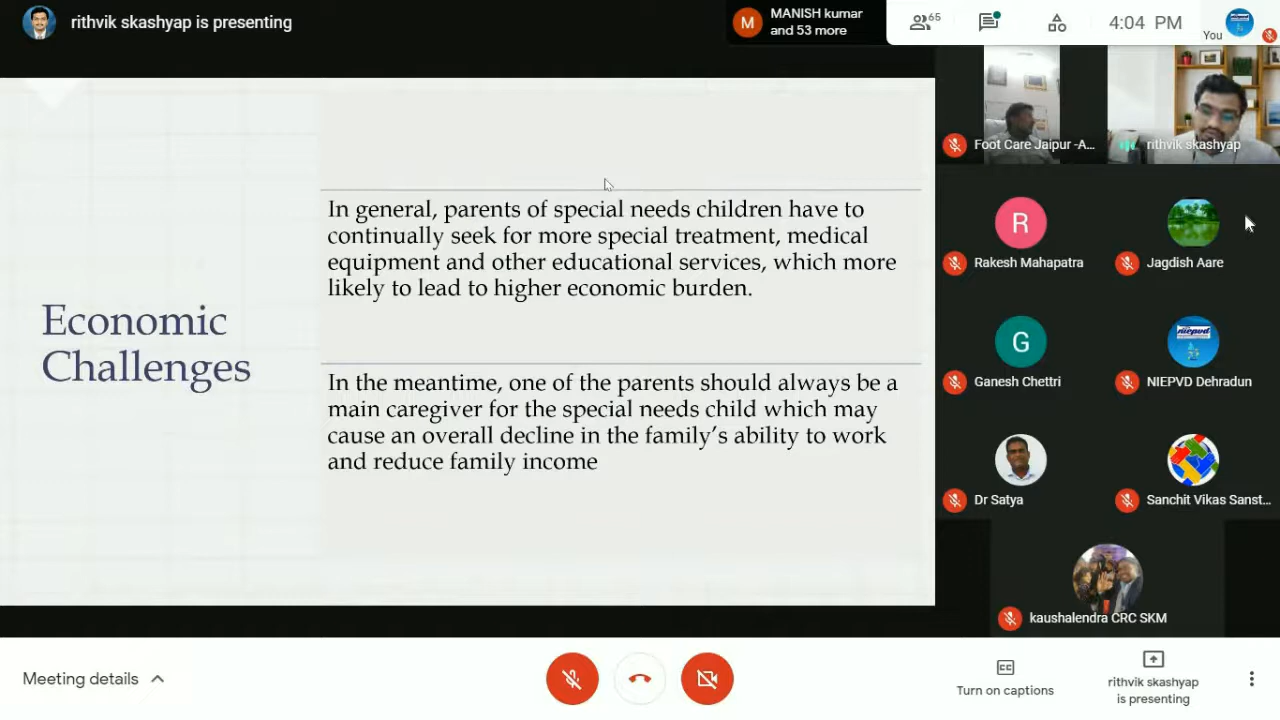 rithvik skashyap is presenting
M
MANISH kumar
and 53 more
65
4:04 PM
You
Foot Care Jaipur -A...
rithvik skashyap
R
Rakesh Mahapatra
Jagdish Aare
G
Ganesh Chettri
niepvd
NIEPVD Dehradun
Dr Satya
Sanchit Vikas Sanst...
kaushalendra CRC SKM
Economic
Challenges
In general, parents of special needs children have to
continually seek for more special treatment, medical
equipment and other educational services, which more
likely to lead to higher economic burden.
In the meantime, one of the parents should always be a
main caregiver for the special needs child which may
cause an overall decline in the family's ability to work
and reduce family income
Meeting details
CC
Turn on captions
rithvik skashyap
is presenting